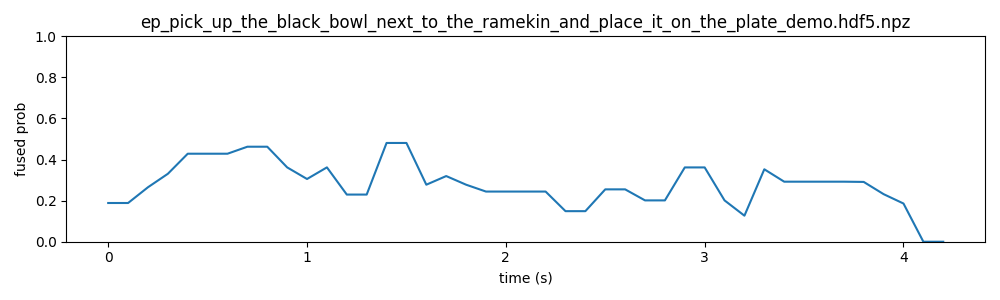 ep_pick_up_the_black_bowl_next_to_the_ramekin_and_place_it_on_the_plate_demo.hdf5.npz
fused prob
1.0
0.8
0.6
0.4
0.2
0.0
0 1 2 3 4
time (s)